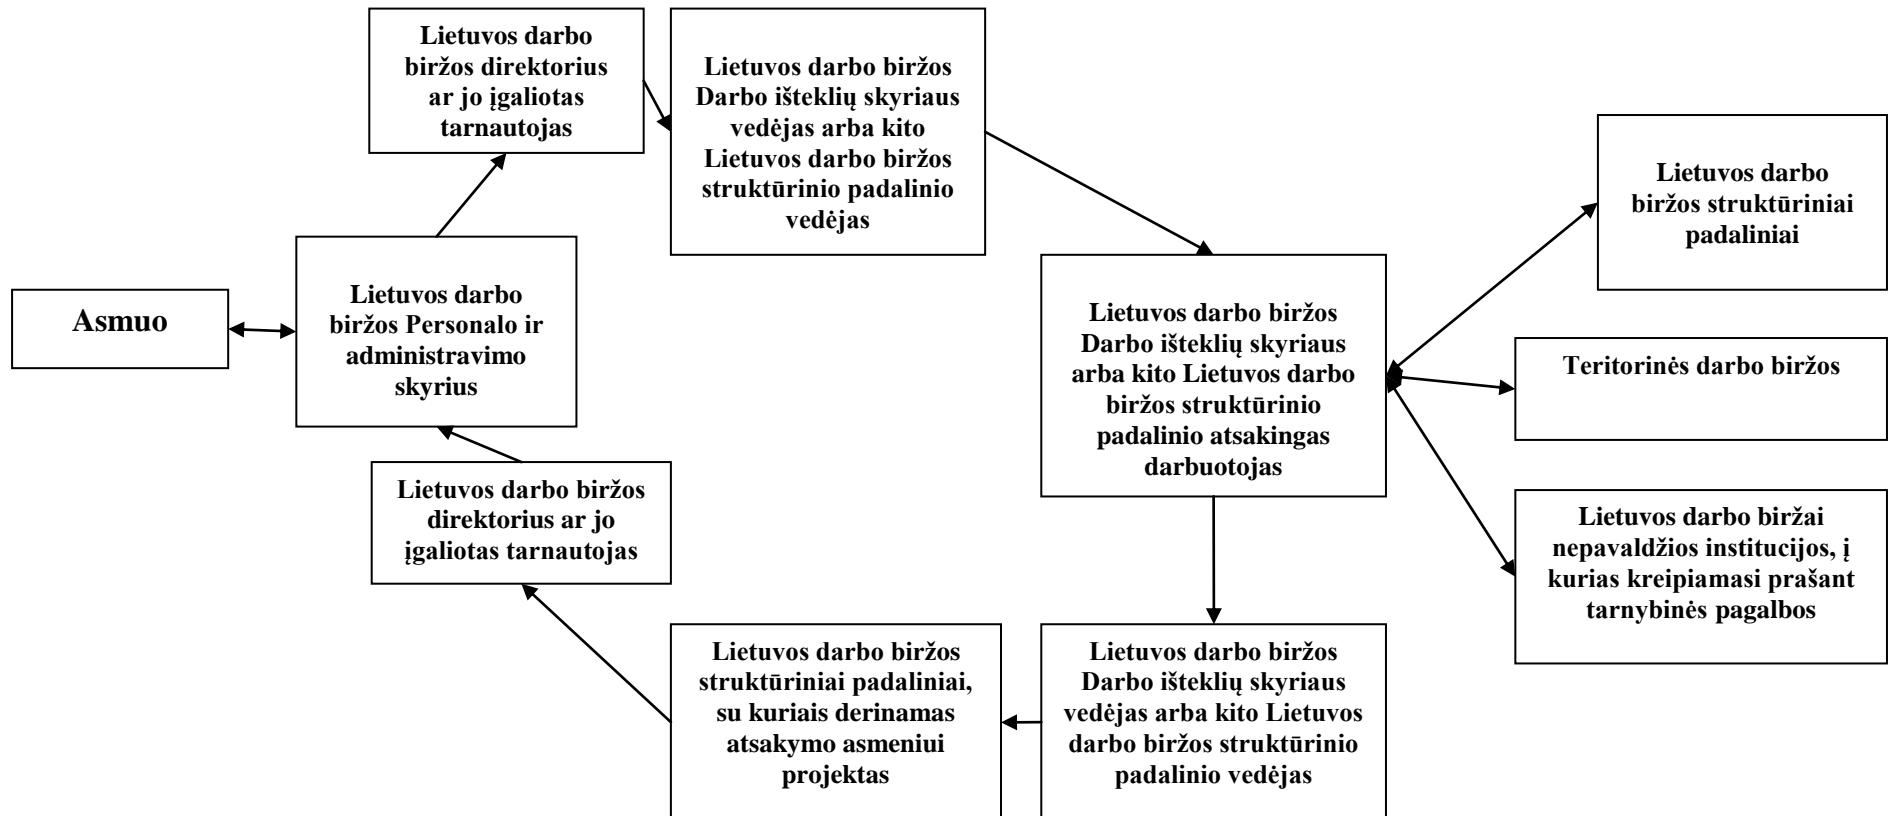 Lietuvos darbo
biržos direktorius
ar jo įgaliotas
tarnautojas
Lietuvos darbo biržos
Darbo išteklių skyriaus
vedėjas arba kito
Lietuvos darbo biržos
struktūrinio padalinio
vedėjas
Lietuvos darbo
biržos struktūriniai
padaliniai
Asmuo
Lietuvos darbo
biržos Personalo ir
administravimo
skyrius
Lietuvos darbo biržos
Darbo išteklių skyriaus
arba kito Lietuvos darbo
biržos struktūrinio
padalinio atsakingas
darbuotojas
Teritorinės darbo biržos
Lietuvos darbo biržos
direktorius ar jo
įgaliotas tarnautojas
Lietuvos darbo biržai
nepavaldžios institucijos, į
kurias kreipiamasi prašant
tarnybinės pagalbos
Lietuvos darbo biržos
struktūriniai padaliniai,
su kuriais derinamas
atsakymo asmeniui
projektas
Lietuvos darbo biržos
Darbo išteklių skyriaus
vedėjas arba kito Lietuvos
darbo biržos struktūrinio
padalinio vedėjas